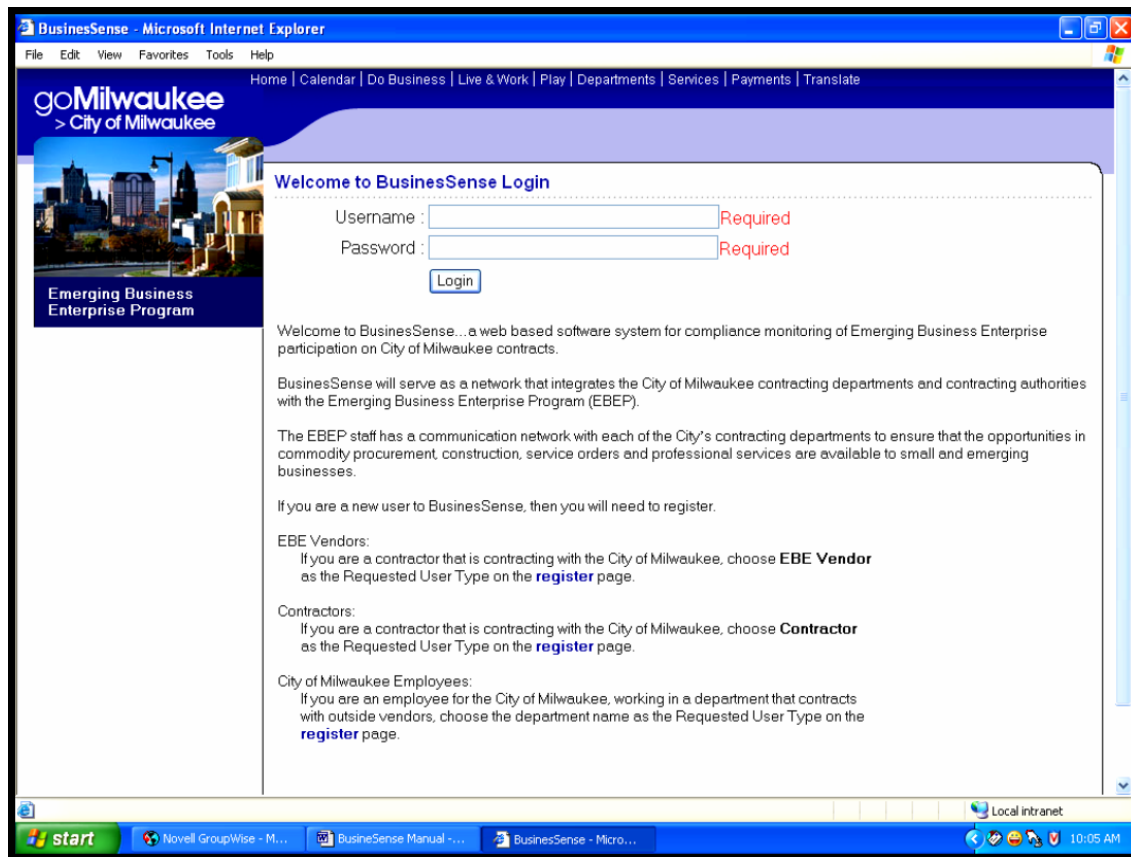 BusinesSense - Microsoft Internet Explorer
File Edit View Favorites Tools Help
Home | Calendar | Do Business | Live & Work | Play | Departments | Services | Payments | Translate
goMilwaukee
> City of Milwaukee
Emerging Business
Enterprise Program
Welcome to BusinesSense Login
Username : Required
Password : Required
Login
Welcome to BusinesSense...a web based software system for compliance monitoring of Emerging Business Enterprise
participation on City of Milwaukee contracts.
BusinesSense will serve as a network that integrates the City of Milwaukee contracting departments and contracting authorities
with the Emerging Business Enterprise Program (EBEP).
The EBEP staff has a communication network with each of the City's contracting departments to ensure that the opportunities in
commodity procurement, construction, service orders and professional services are available to small and emerging
businesses.
If you are a new user to BusinesSense, then you will need to register.
EBE Vendors:
If you are a contractor that is contracting with the City of Milwaukee, choose EBE Vendor
as the Requested User Type on the register page.
Contractors:
If you are a contractor that is contracting with the City of Milwaukee, choose Contractor
as the Requested User Type on the register page.
City of Milwaukee Employees:
If you are an employee for the City of Milwaukee, working in a department that contracts
with outside vendors, choose the department name as the Requested User Type on the
register page.
Local intranet
start Novell GroupWise - M... BusineSense Manual -... BusinesSense - Micro... 10:05 AM